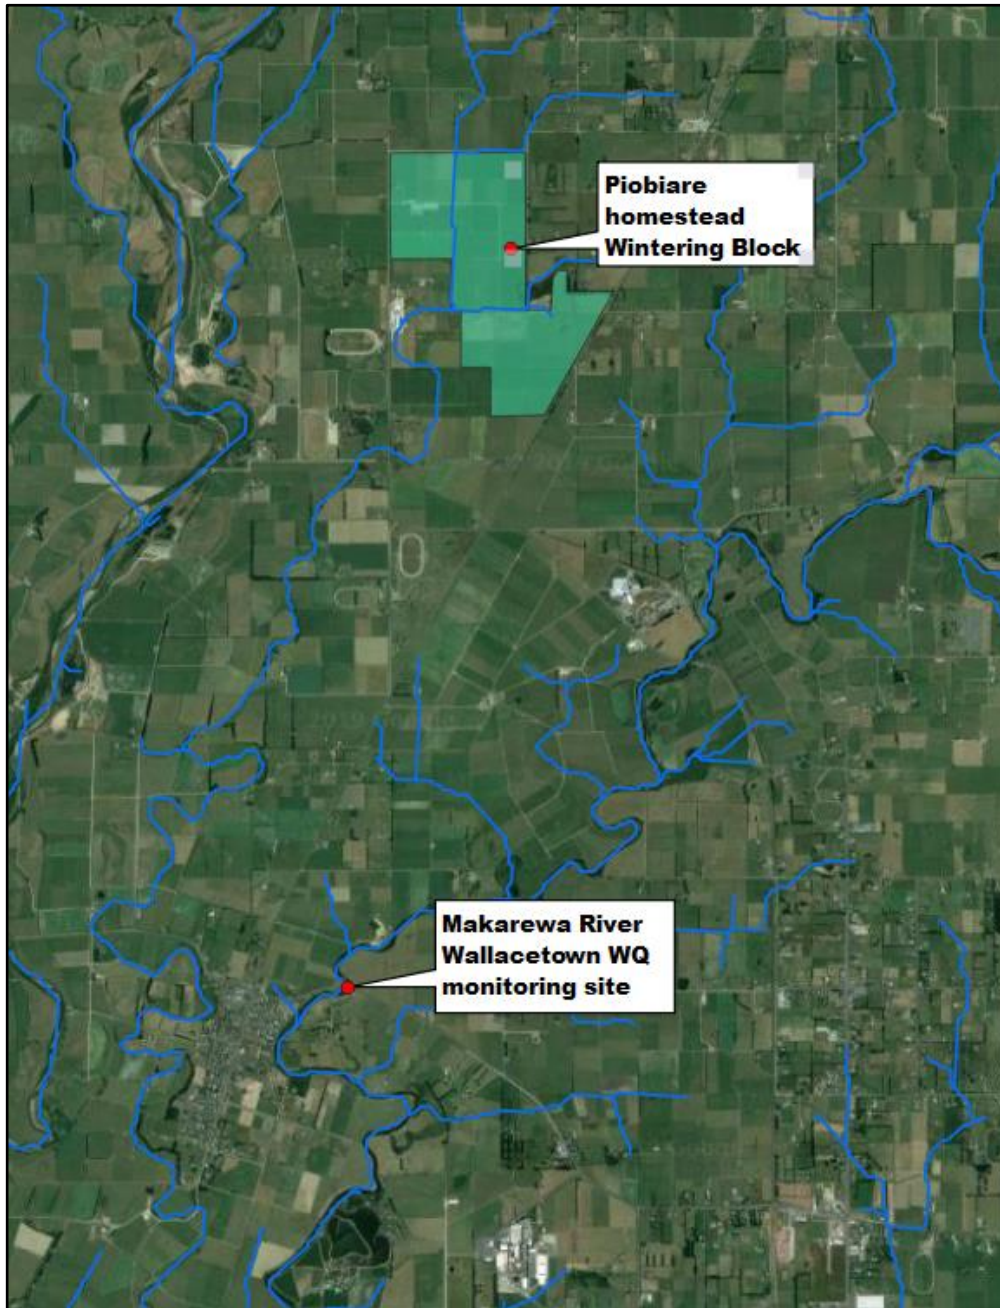 Piobiare
homestead
Wintering Block
Makarewa River
Wallacetown WQ
monitoring site